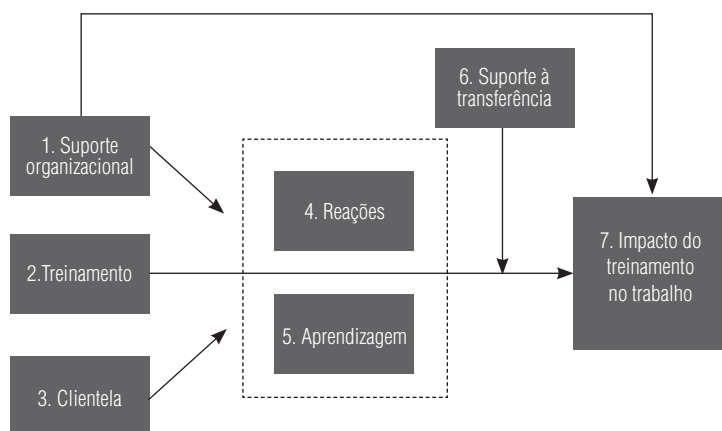 1. Suporte
organizacional
2.Treinamento
3. Clientela
4. Reações
5. Aprendizagem
6. Suporte à
transferência
7. Impacto do
treinamento
no trabalho